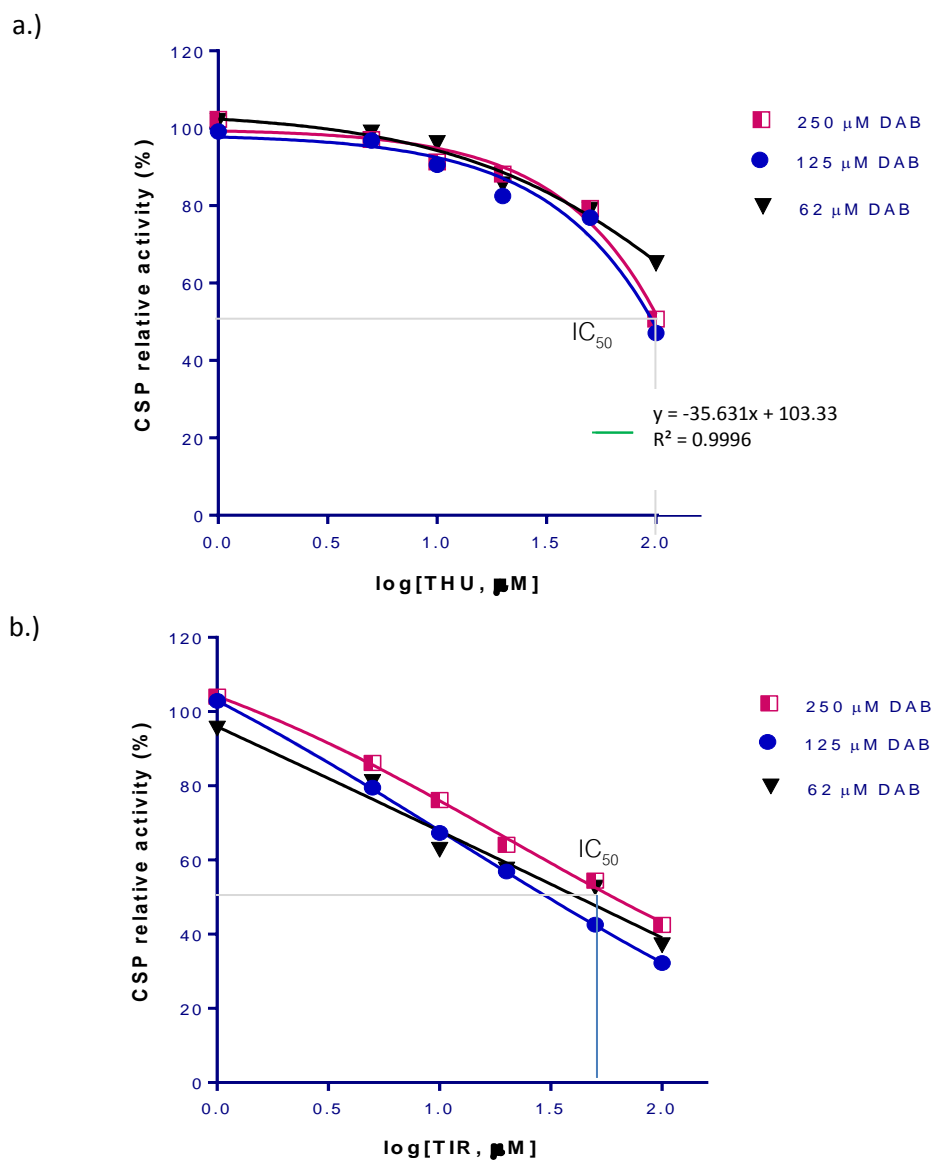 a.)
120
100
80
60
40
20
0
CSP relative activity (%)
0.0 0.5 1.0 1.5 2.0
log[THU, µM]
250 µM DAB
125 µM DAB
62 µM DAB
IC50
y = -35.631x + 103.33
R² = 0.9996
b.)
120
100
80
60
40
20
0
CSP relative activity (%)
0.0 0.5 1.0 1.5 2.0
log[TIR, µM]
250 µM DAB
125 µM DAB
62 µM DAB
IC50